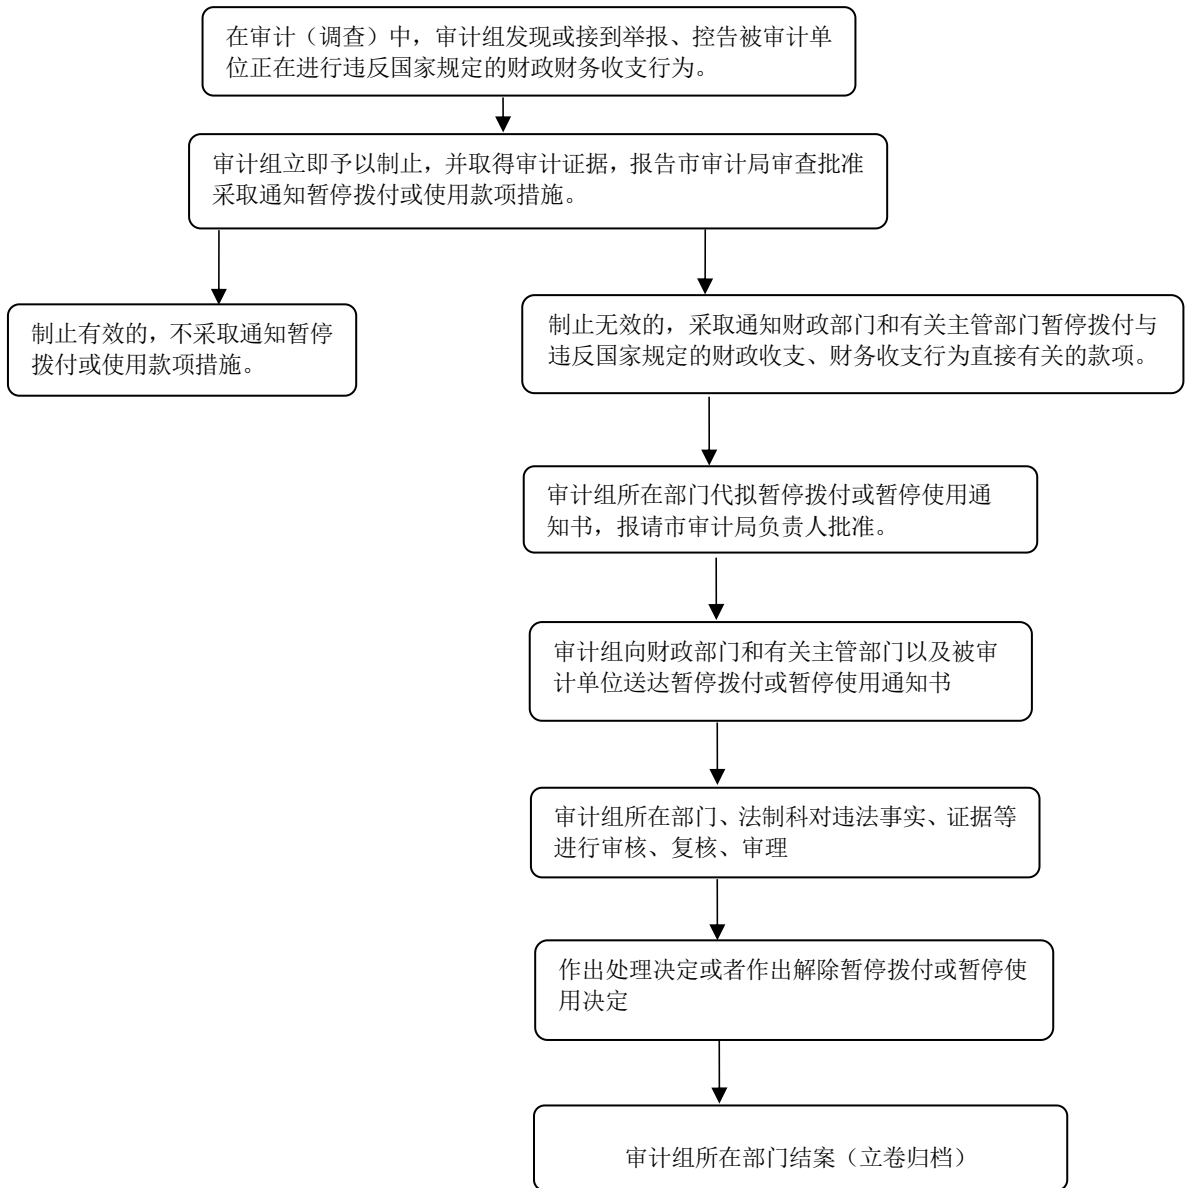 在审计（调查）中，审计组发现或接到举报、控告被审计单
位正在进行违反国家规定的财政财务收支行为。
审计组立即予以制止，并取得审计证据，报告市审计局审查批准
采取通知暂停拨付或使用款项措施。
制止有效的，不采取通知暂停
拨付或使用款项措施。
制止无效的，采取通知财政部门和有关主管部门暂停拨付与
违反国家规定的财政收支、财务收支行为直接有关的款项。
审计组所在部门代拟暂停拨付或暂停使用通
知书，报请市审计局负责人批准。
审计组向财政部门和有关主管部门以及被审
计单位送达暂停拨付或暂停使用通知书
审计组所在部门、法制科对违法事实、证据等
进行审核、复核、审理
作出处理决定或者作出解除暂停拨付或暂停使
用决定
审计组所在部门结案（立卷归档）